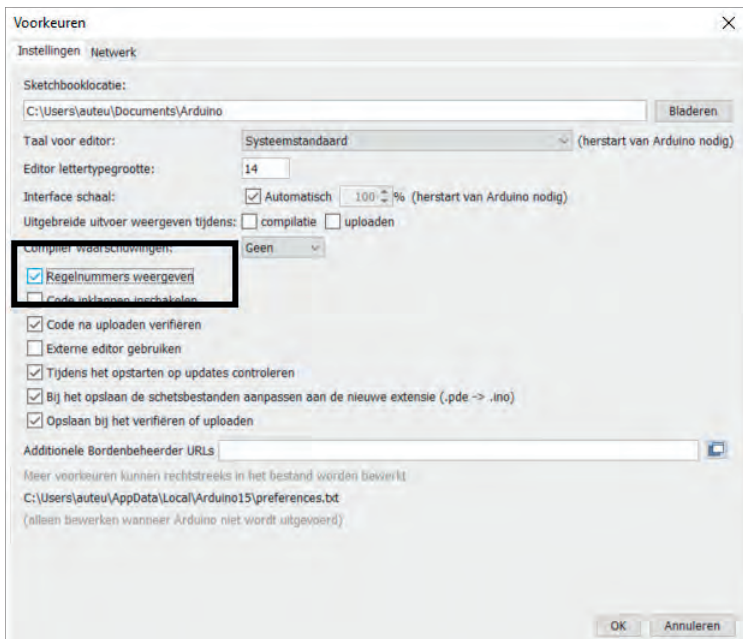 Voorkeuren
Instellingen Netwerk
Sketchbooklocatie:
C:\Users\auteu\Documents\Arduino Bladeren
Taal voor editor: Systeemstandaard (herstart van Arduino nodig)
Editor lettertypegrootte: 14
Interface schaal: Automatisch 100 % (herstart van Arduino nodig)
Uitgebreide uitvoer weergeven tijdens: compilatie uploaden
Compiler waarschuwingen: Geen
Regelnummers weergeven
Code inklappen inschakelen
Code na uploaden verifiëren
Externe editor gebruiken
Tijdens het opstarten op updates controleren
Bij het opslaan de schetsbestanden aanpassen aan de nieuwe extensie (.pde -> .ino)
Opslaan bij het verifiëren of uploaden
Additionele Bordenbeheerder URLs
Meer voorkeuren kunnen rechtstreeks in het bestand worden bewerkt
C:\Users\auteu\AppData\Local\Arduino15\preferences.txt
(alleen bewerken wanneer Arduino niet wordt uitgevoerd)
OK Annuleren